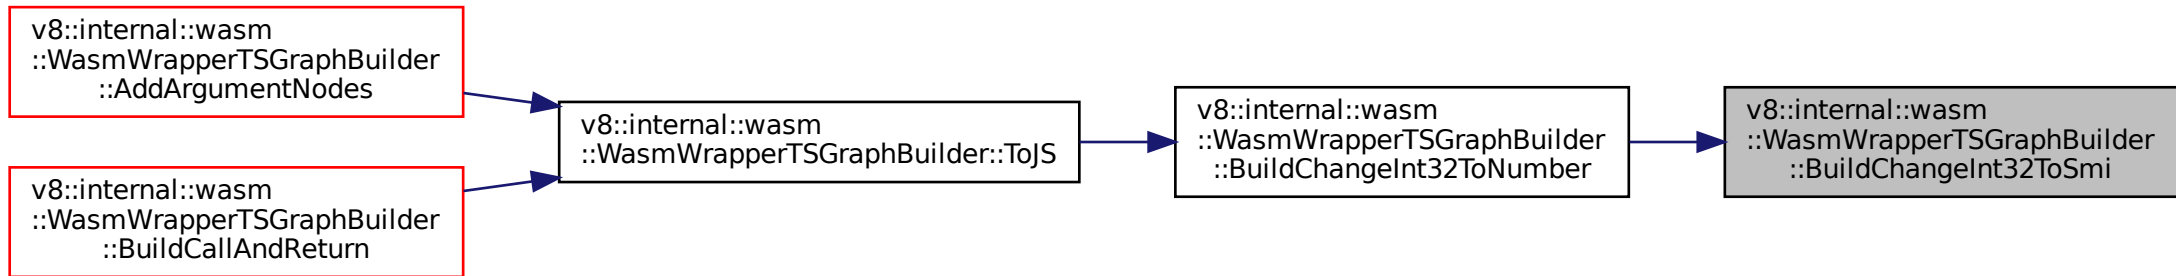 v8::internal::wasm
::WasmWrapperTSGraphBuilder
::AddArgumentNodes
v8::internal::wasm
::WasmWrapperTSGraphBuilder
::BuildCallAndReturn
v8::internal::wasm
::WasmWrapperTSGraphBuilder::ToJS
v8::internal::wasm
::WasmWrapperTSGraphBuilder
::BuildChangeInt32ToNumber
v8::internal::wasm
::WasmWrapperTSGraphBuilder
::BuildChangeInt32ToSmi